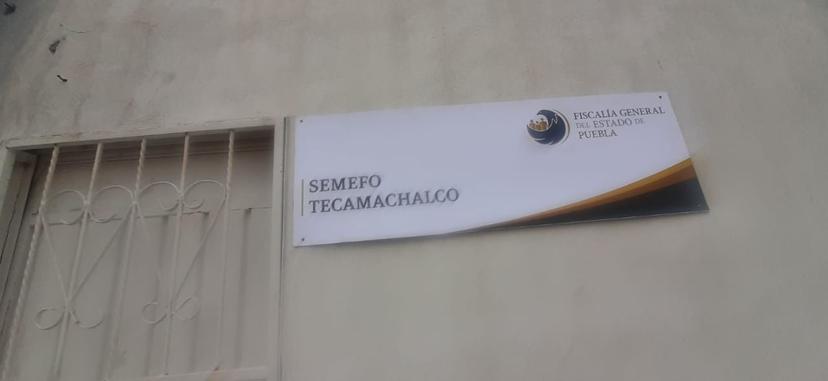 FISCALÍA GENERAL
DEL ESTADO DE
PUEBLA
SEMEFO
TECAMACHALCO